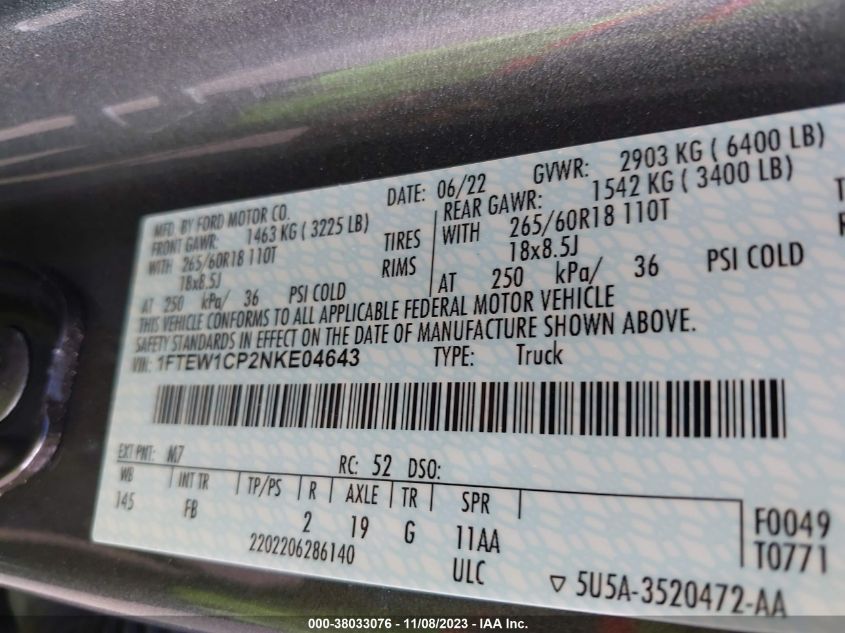 MFD. BY FORD MOTOR CO.
DATE: 06/22 GVWR: 2903 KG ( 6400 LB)
FRONT GAWR: 1463 KG ( 3225 LB) REAR GAWR: 1542 KG ( 3400 LB)
WITH 265/60R18 110T TIRES WITH 265/60R18 110T
18x8.5J RIMS 18x8.5J
AT 250 kPa/ 36 PSI COLD AT 250 kPa/ 36 PSI COLD
THIS VEHICLE CONFORMS TO ALL APPLICABLE FEDERAL MOTOR VEHICLE
SAFETY STANDARDS IN EFFECT ON THE DATE OF MANUFACTURE SHOWN ABOVE.
VIN: 1FTEW1CP2NKE04643 TYPE: Truck
EXT PNT: M7 RC: 52 DSO:
WB INT TR TP/PS R AXLE TR SPR
145 FB 2 19 G 11AA
2202206286140 ULC
F0049
T0771
5U5A-3520472-AA
000-38033076 - 11/08/2023 - IAA Inc.